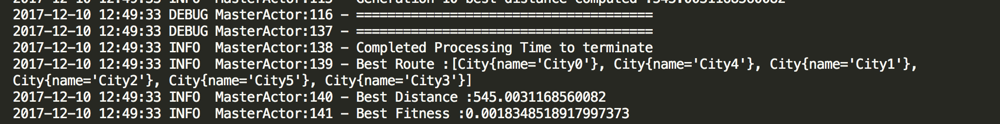 2017-12-10 12:49:33 INFO  MasterActor:115 - Generation 10 best distance computed :545.0031168560082
2017-12-10 12:49:33 DEBUG MasterActor:116 - ======================================
2017-12-10 12:49:33 DEBUG MasterActor:137 - ======================================
2017-12-10 12:49:33 INFO  MasterActor:138 - Completed Processing Time to terminate
2017-12-10 12:49:33 INFO  MasterActor:139 - Best Route :[City{name='City0'}, City{name='City4'}, City{name='City1'},
City{name='City2'}, City{name='City5'}, City{name='City3'}]
2017-12-10 12:49:33 INFO  MasterActor:140 - Best Distance :545.0031168560082
2017-12-10 12:49:33 INFO  MasterActor:141 - Best Fitness :0.0018348518917997373